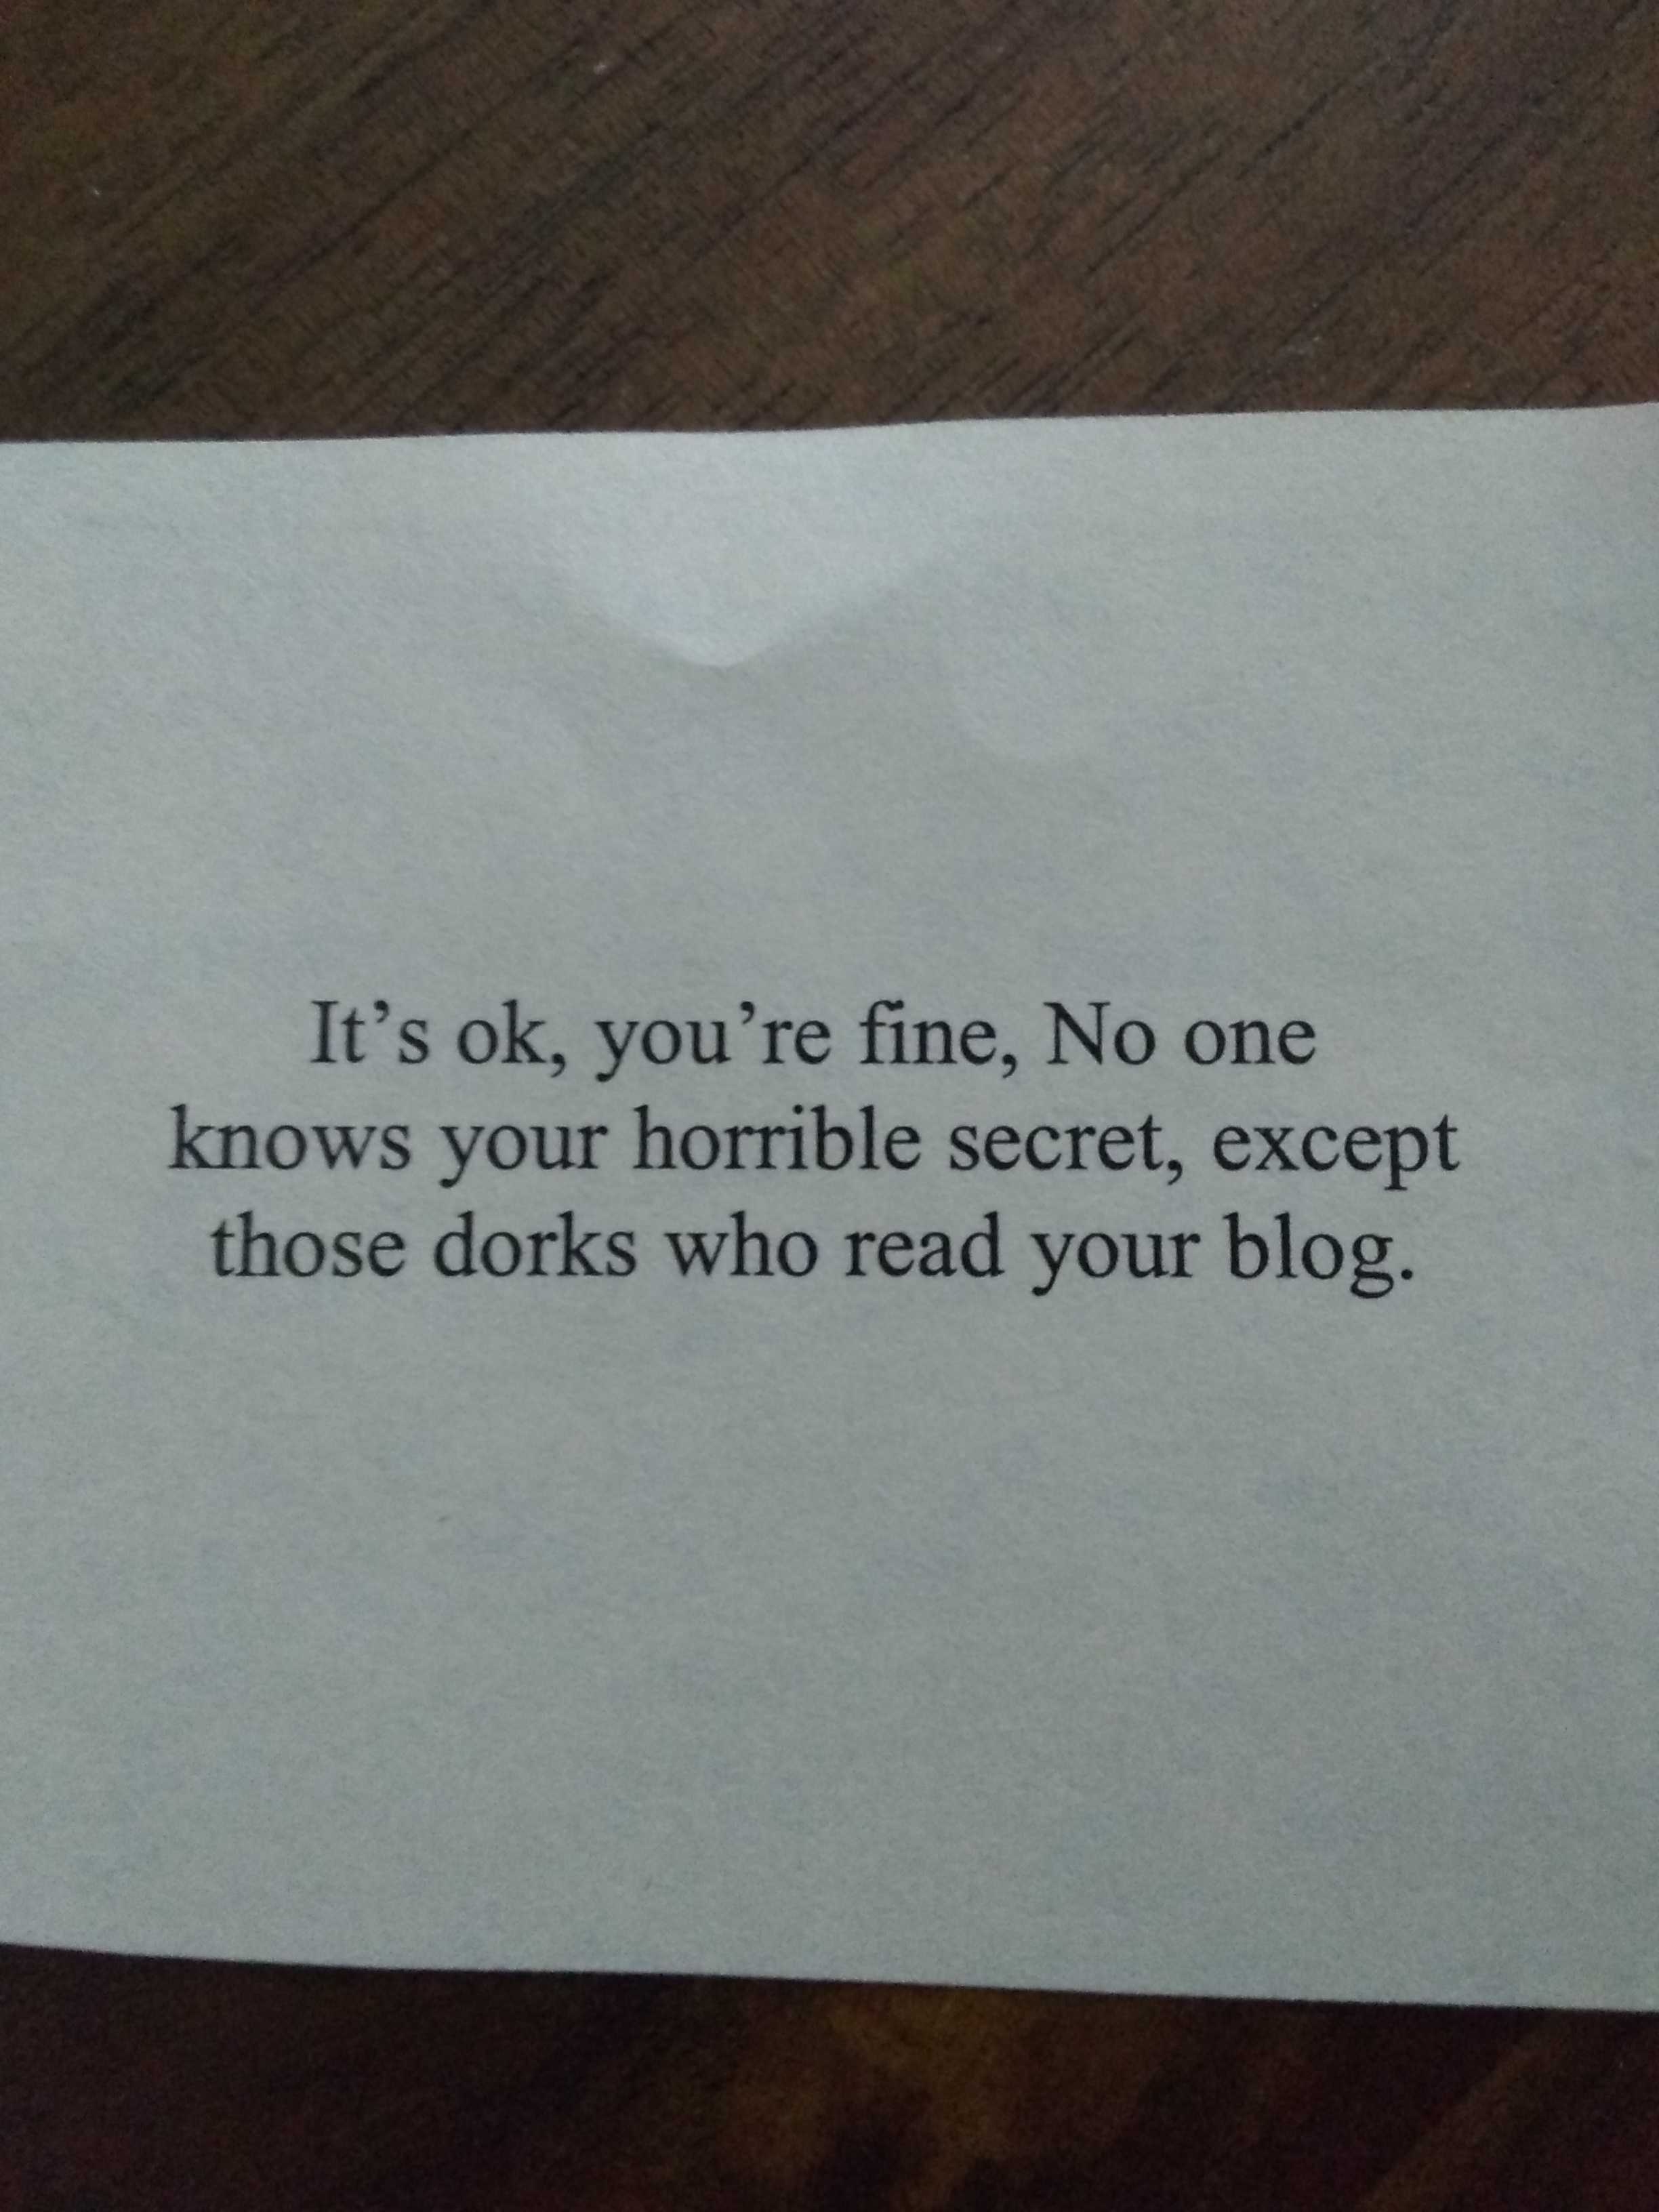 It’s ok, you’re fine, No one
knows your horrible secret, except
those dorks who read your blog.